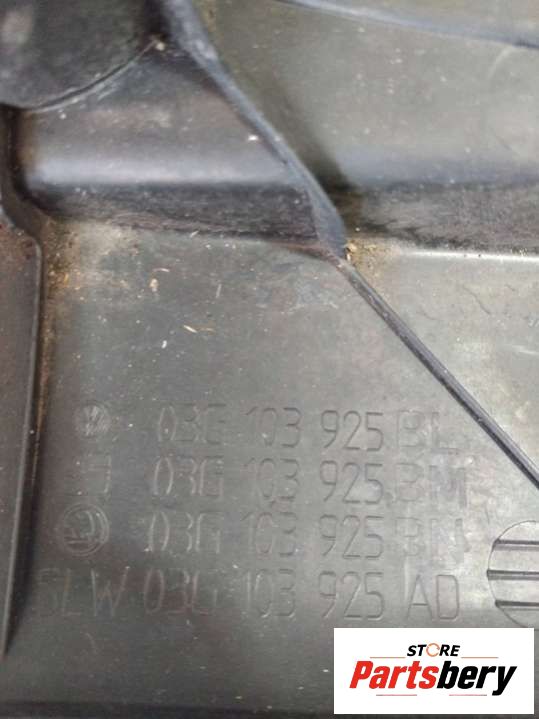 03G 103 925 BL
03G 103 925 BM
03G 103 925 BN
SLW 03G 103 925 AD
STORE
Partsbery